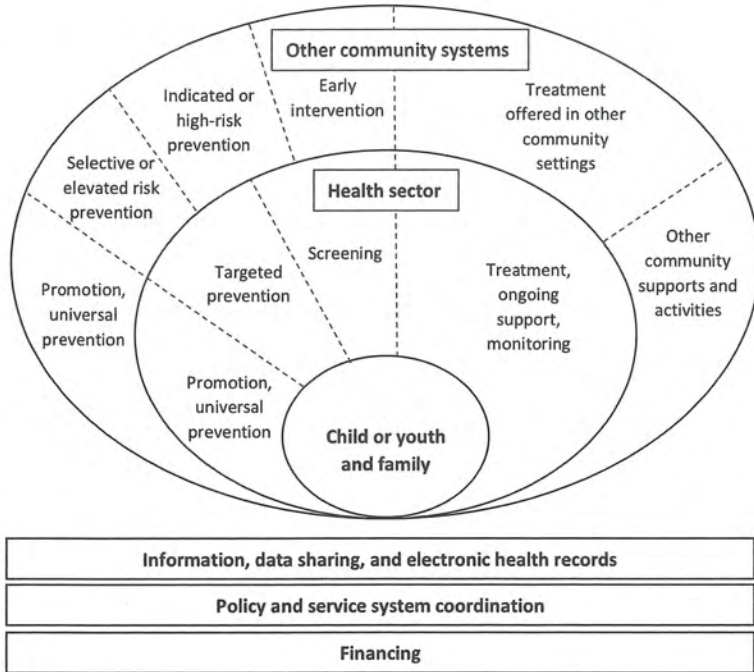 Other community systems
Early
intervention
Indicated or
high-risk
prevention
Selective or
elevated risk
prevention
Promotion,
universal
prevention
Treatment
offered in other
community
settings
Other
community
supports and
activities
Health sector
Screening
Targeted
prevention
Promotion,
universal
prevention
Treatment,
ongoing
support,
monitoring
Child or youth
and family
Information, data sharing, and electronic health records
Policy and service system coordination
Financing